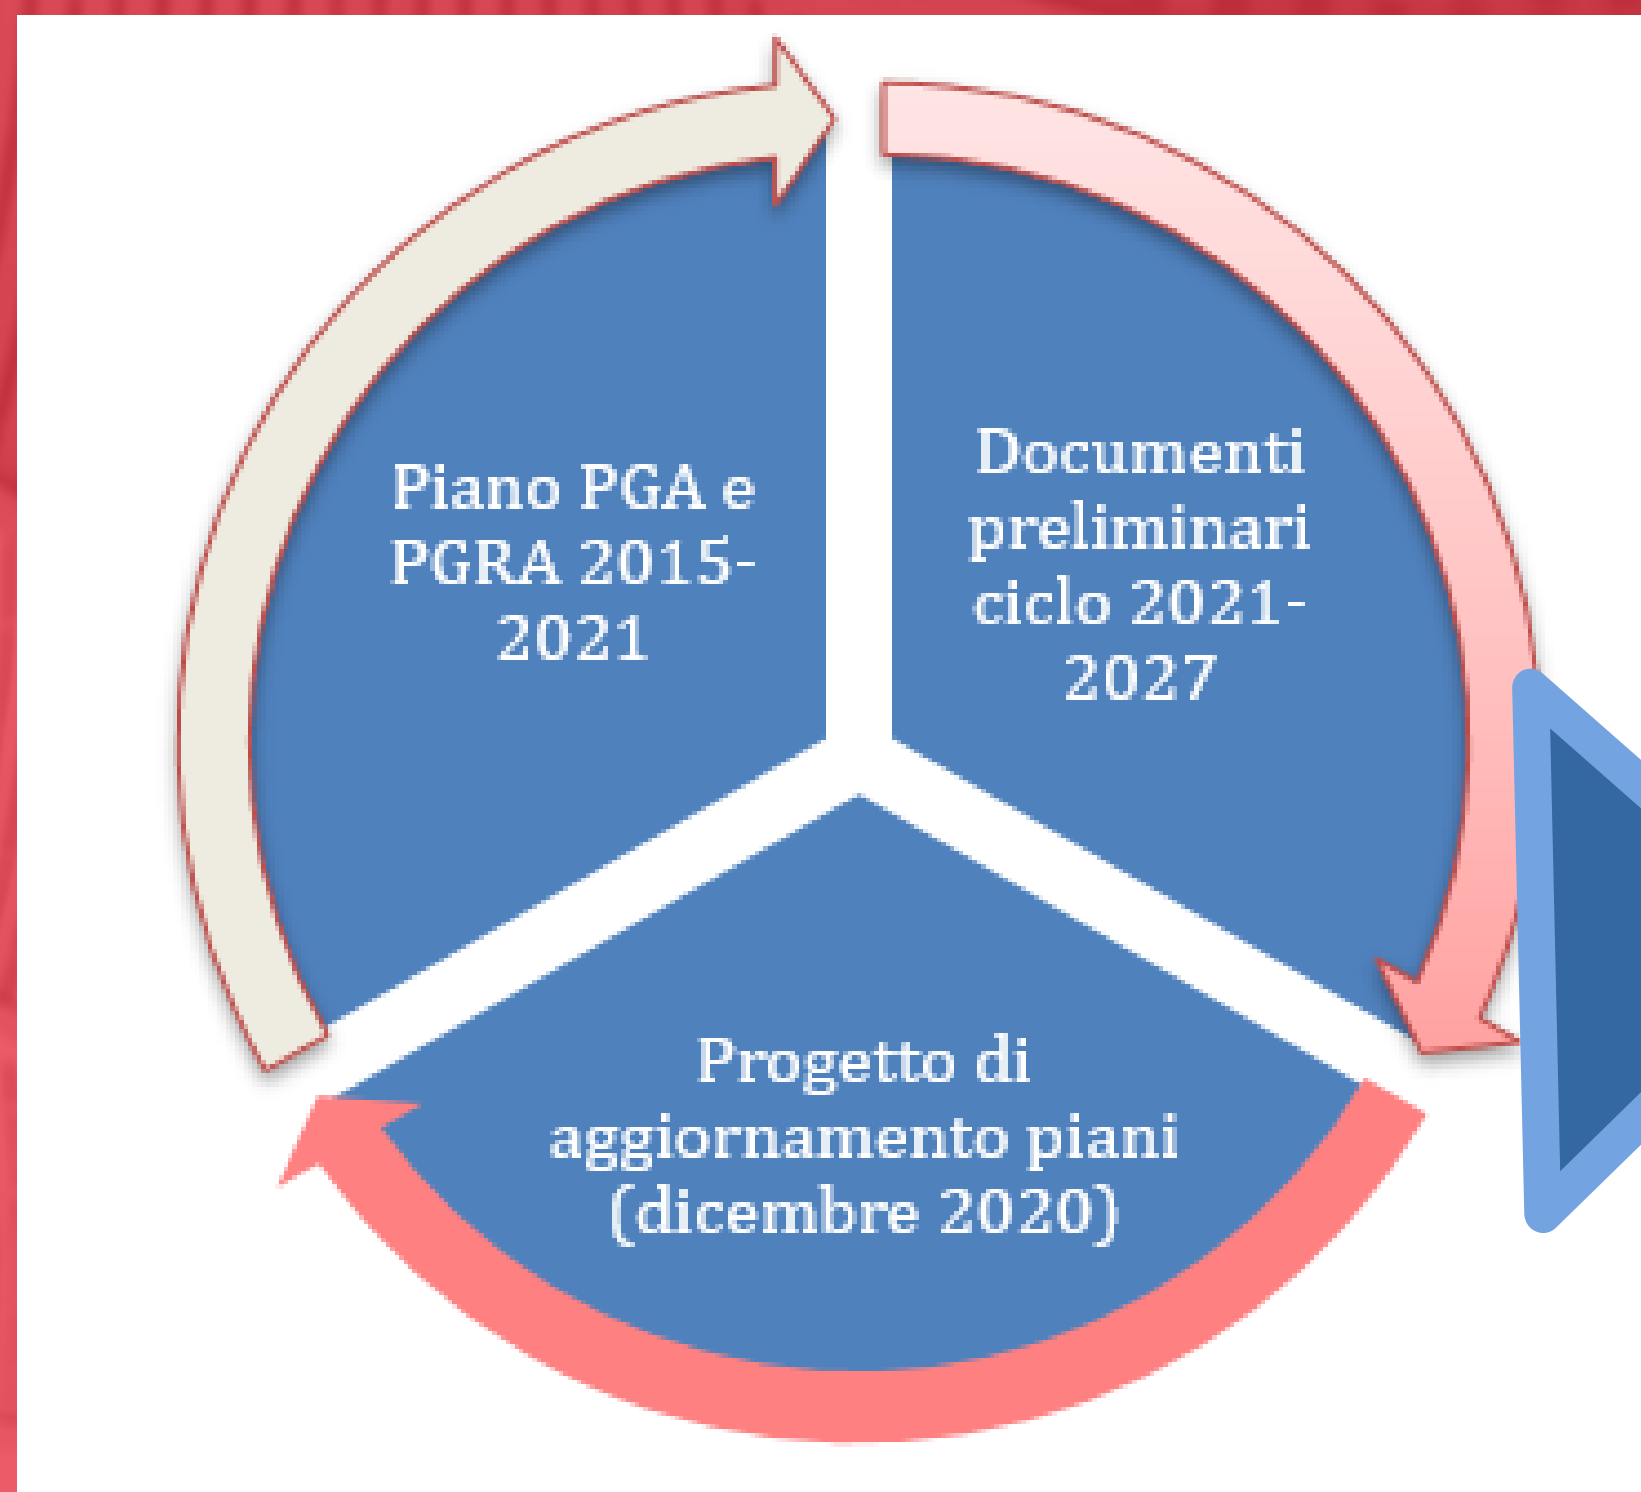 Piano PGA e
PGRA 2015-
2021
Documenti
preliminari
ciclo 2021-
2027
Progetto di
aggiornamento piani
(dicembre 2020)